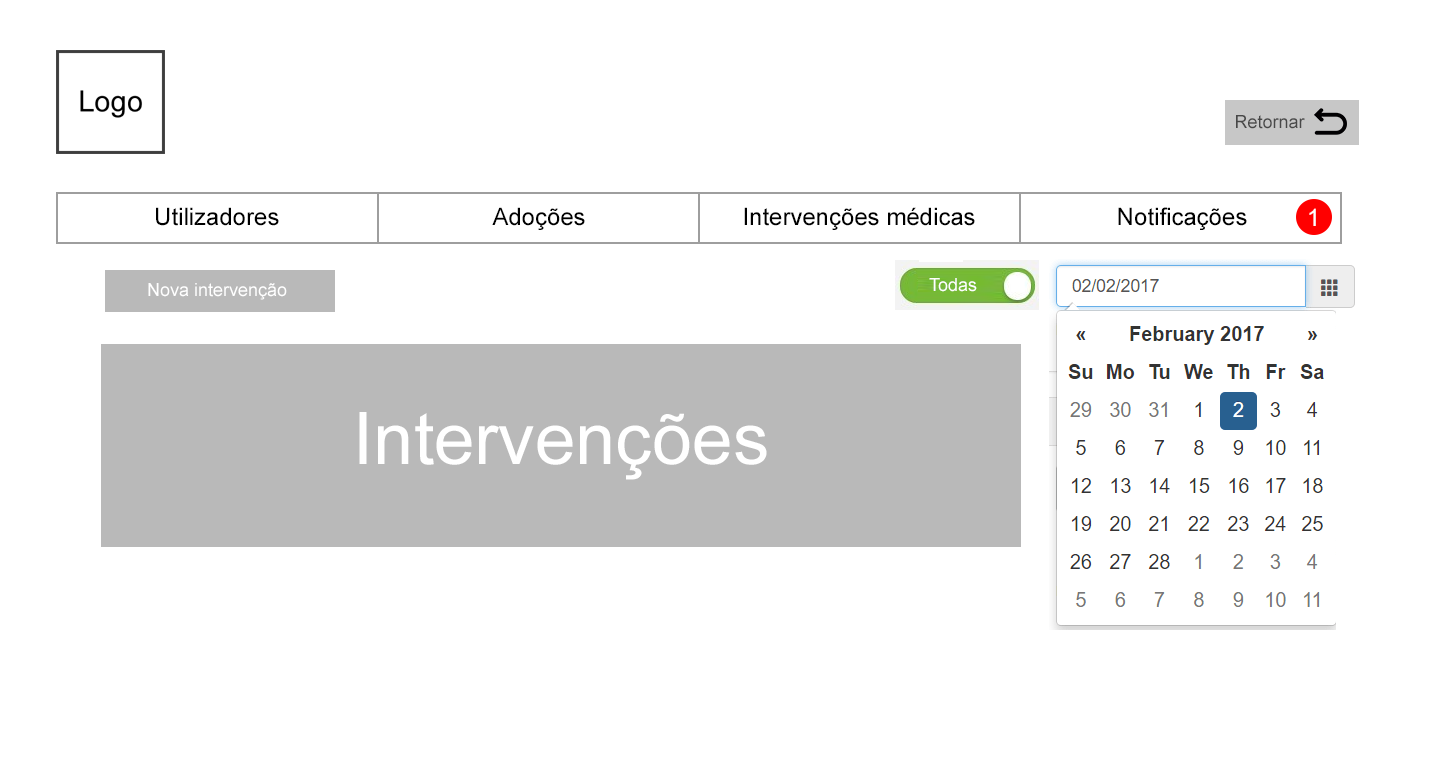 Logo
Retornar
Utilizadores Adoções Intervenções médicas Notificações 1
Nova intervenção Todas 02/02/2017
« February 2017 »
Su Mo Tu We Th Fr Sa
29 30 31 1 2 3 4
5 6 7 8 9 10 11
12 13 14 15 16 17 18
19 20 21 22 23 24 25
26 27 28 1 2 3 4
5 6 7 8 9 10 11
Intervenções